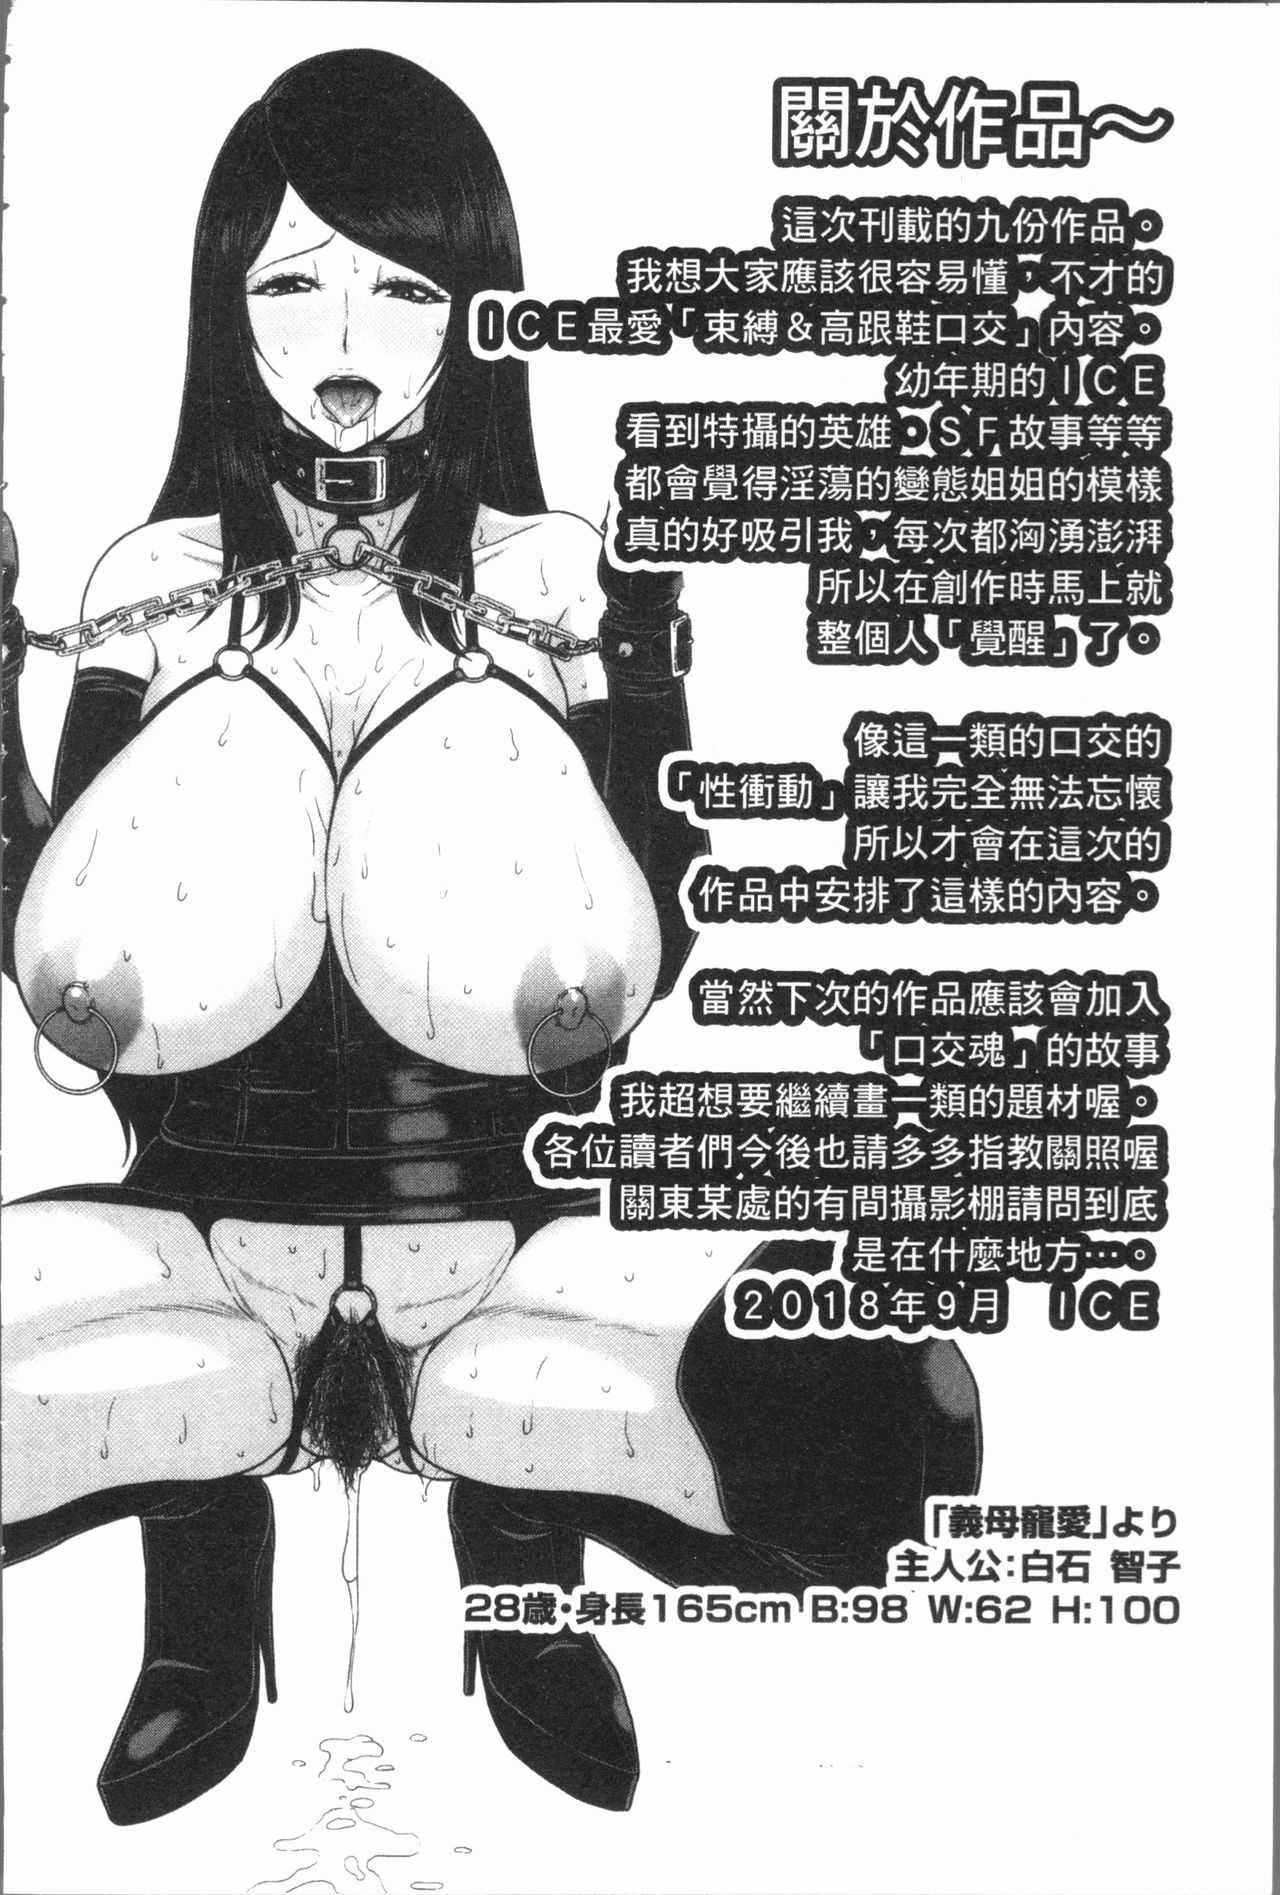 關於作品～
這次刊載的九份作品。
我想大家應該很容易懂，不才的
ICE最愛「束縛＆高跟鞋口交」內容。
幼年期的ICE
看到特攝的英雄。SF故事等等
都會覺得淫蕩的變態姐姐的模樣
真的好吸引我，每次都洶湧澎湃
所以在創作時馬上就
整個人「覺醒」了。
像這一類的口交的
「性衝動」讓我完全無法忘懷
所以才會在這次的
作品中安排了這樣的內容。
當然下次的作品應該會加入
「口交魂」的故事
我超想要繼續畫一類的題材喔。
各位讀者們今後也請多多指教關照喔
關東某處的有間攝影棚請問到底
是在什麼地方…。
2018年9月　ICE
「義母寵愛」より
主人公：白石 智子
28歳・身長165cm B:98 W:62 H:100